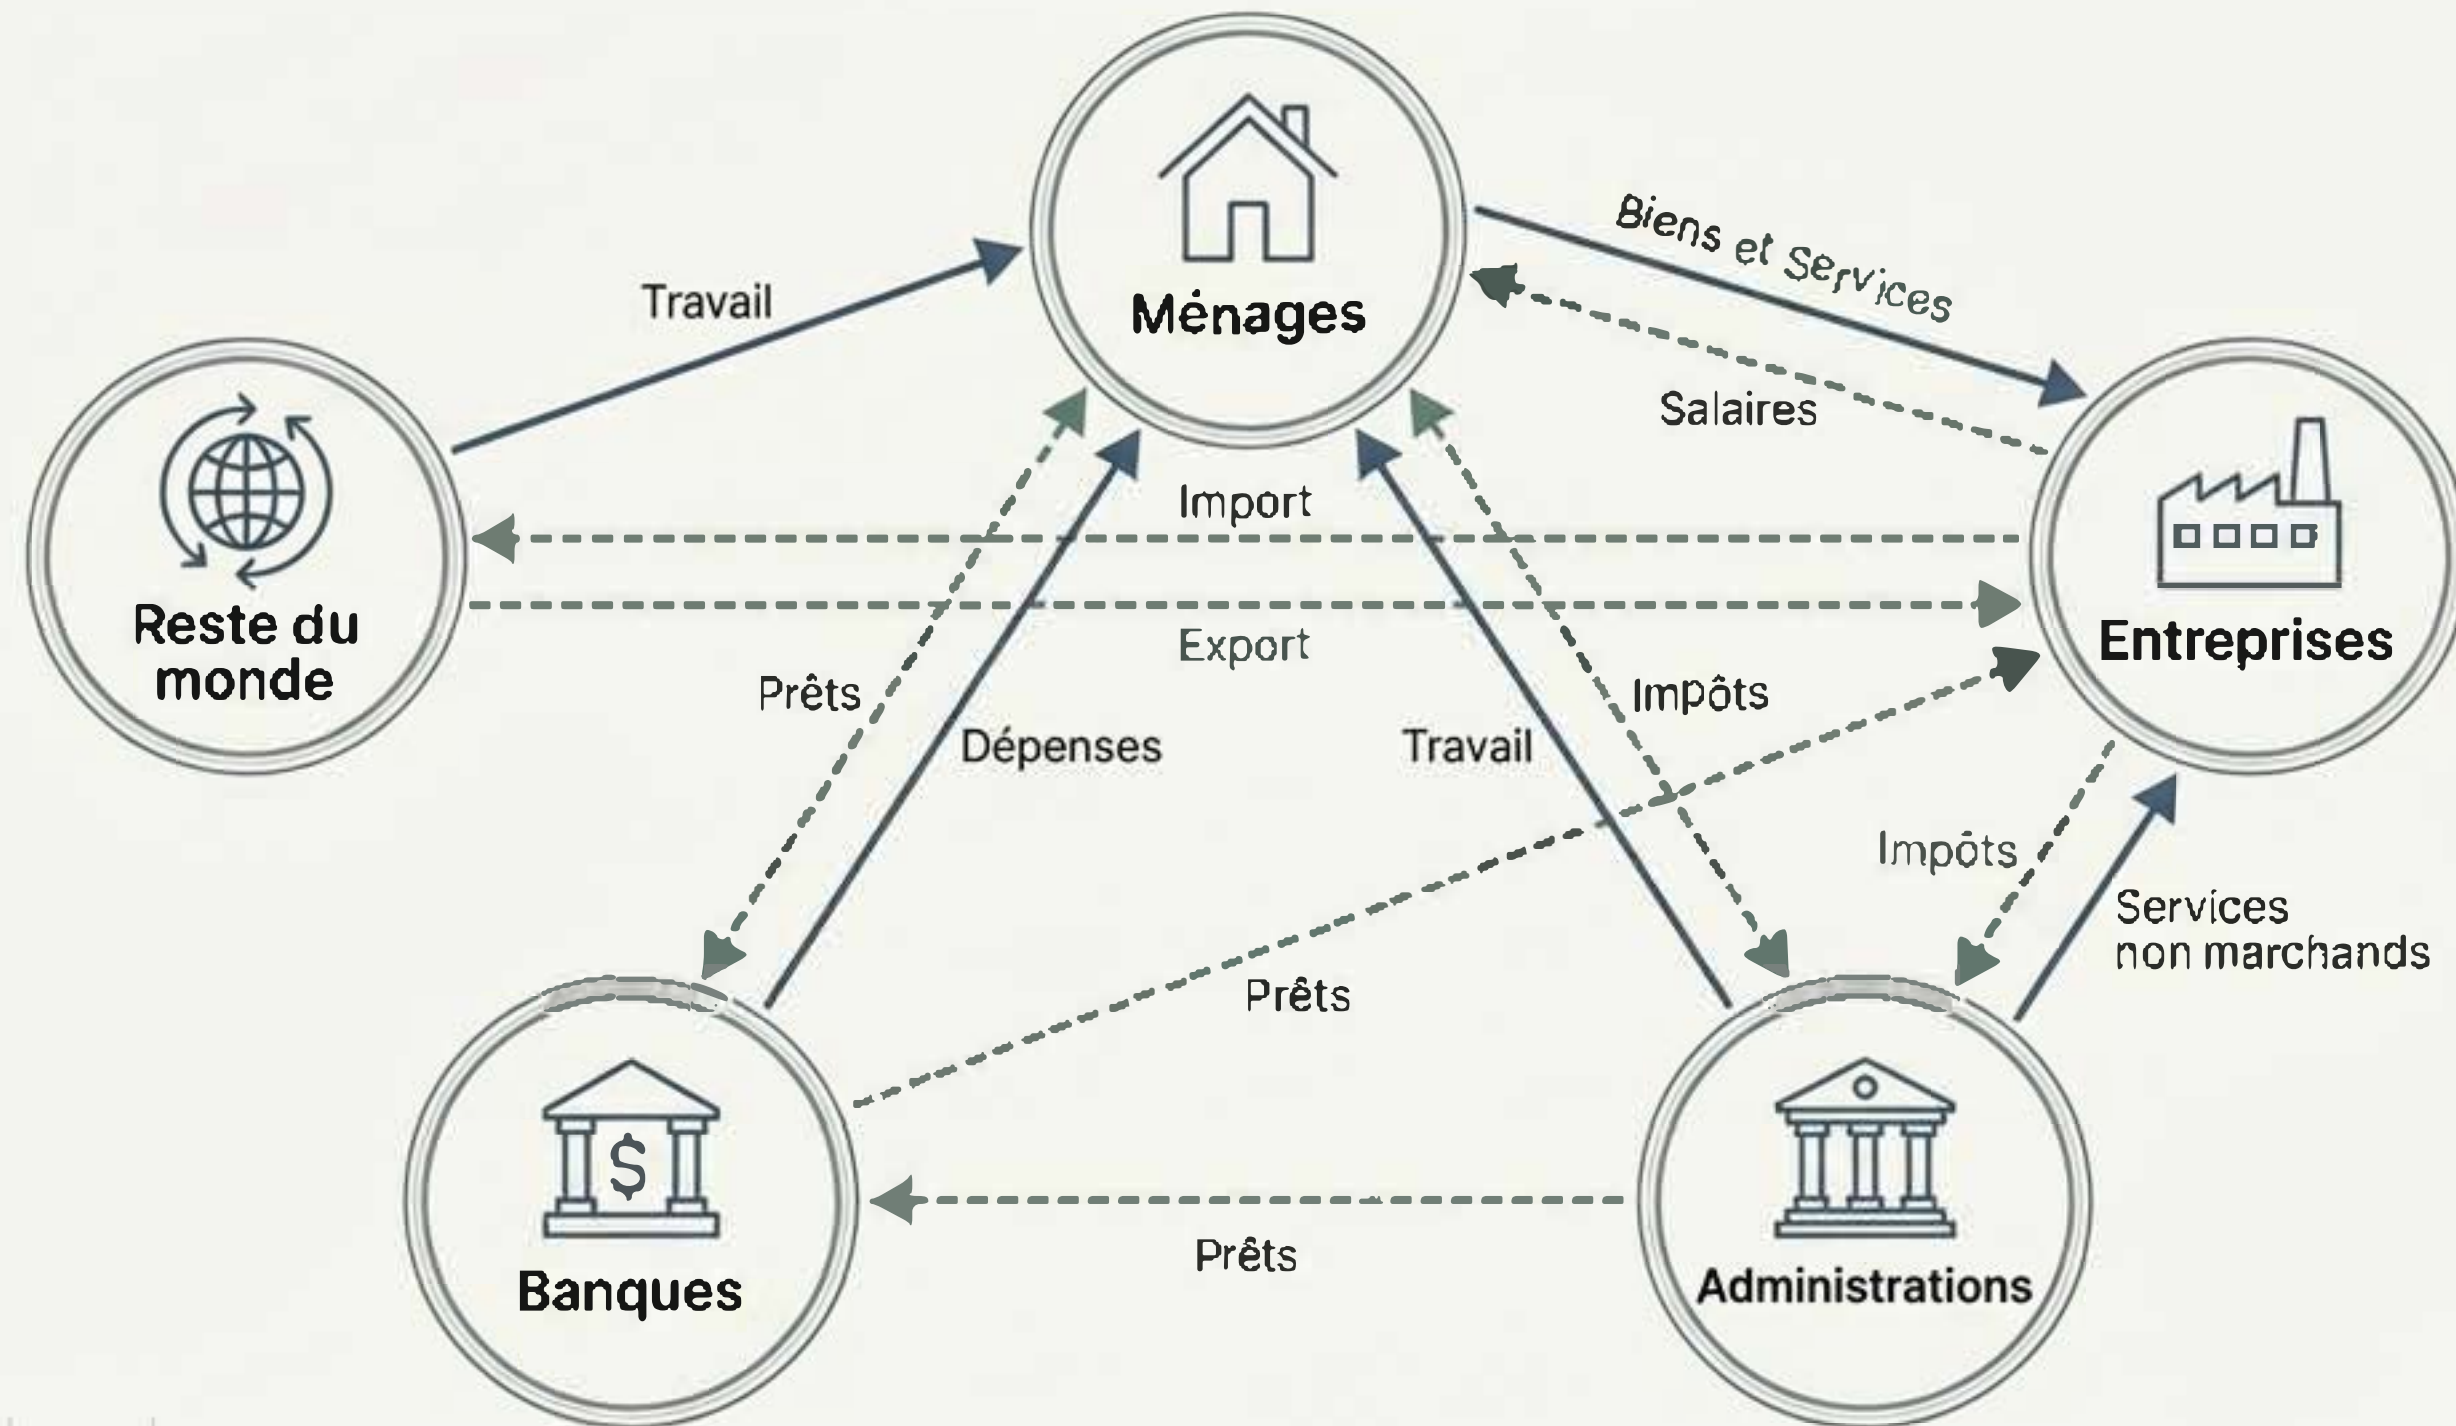 Ménages
Biens et Services
Travail
Salaires
Import
Export
Reste du
monde
Entreprises
Prêts
Impôts
Dépenses
Travail
Impôts
Services
non marchands
Prêts
Prêts
Banques
$
Administrations